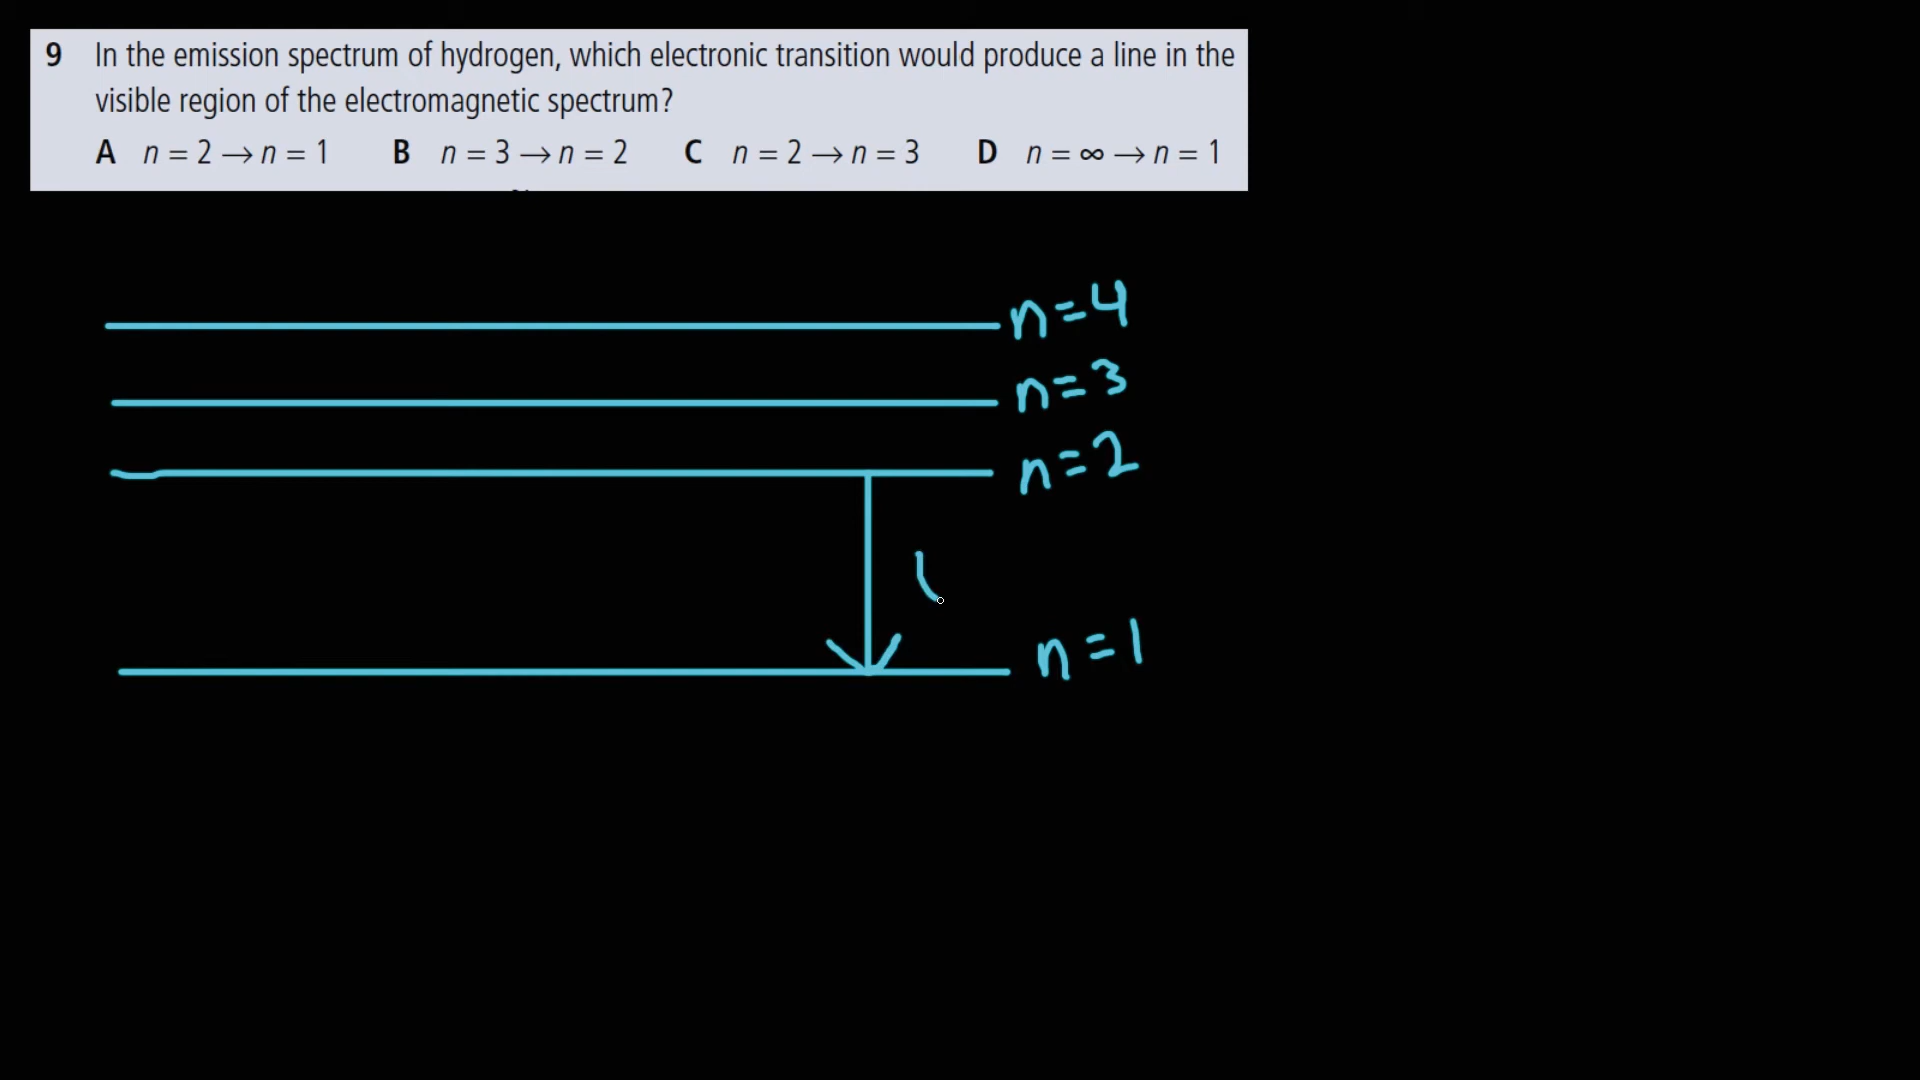 9 In the emission spectrum of hydrogen, which electronic transition would produce a line in the
visible region of the electromagnetic spectrum?
A n = 2 → n = 1 B n = 3 → n = 2 C n = 2 → n = 3 D n = ∞ → n = 1
n=4
n=3
n=2
n=1